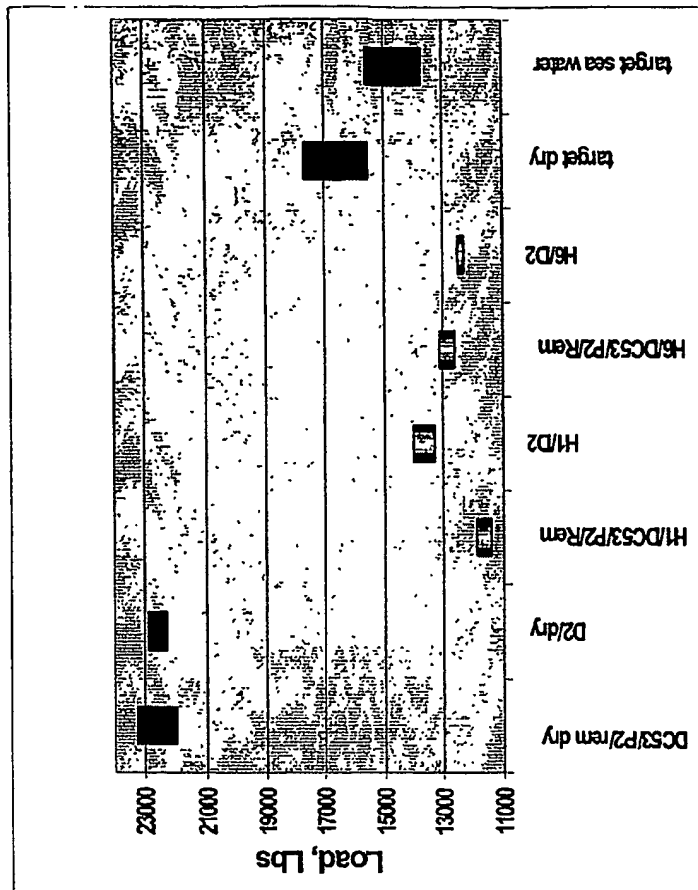 Load, Lbs
23000
21000
19000
17000
15000
13000
11000
DC53/P2/rem dry
D2/dry
H1/DC53/P2/Rem
H1/D2
H6/DC53/P2/Rem
H6/D2
target dry
target sea water